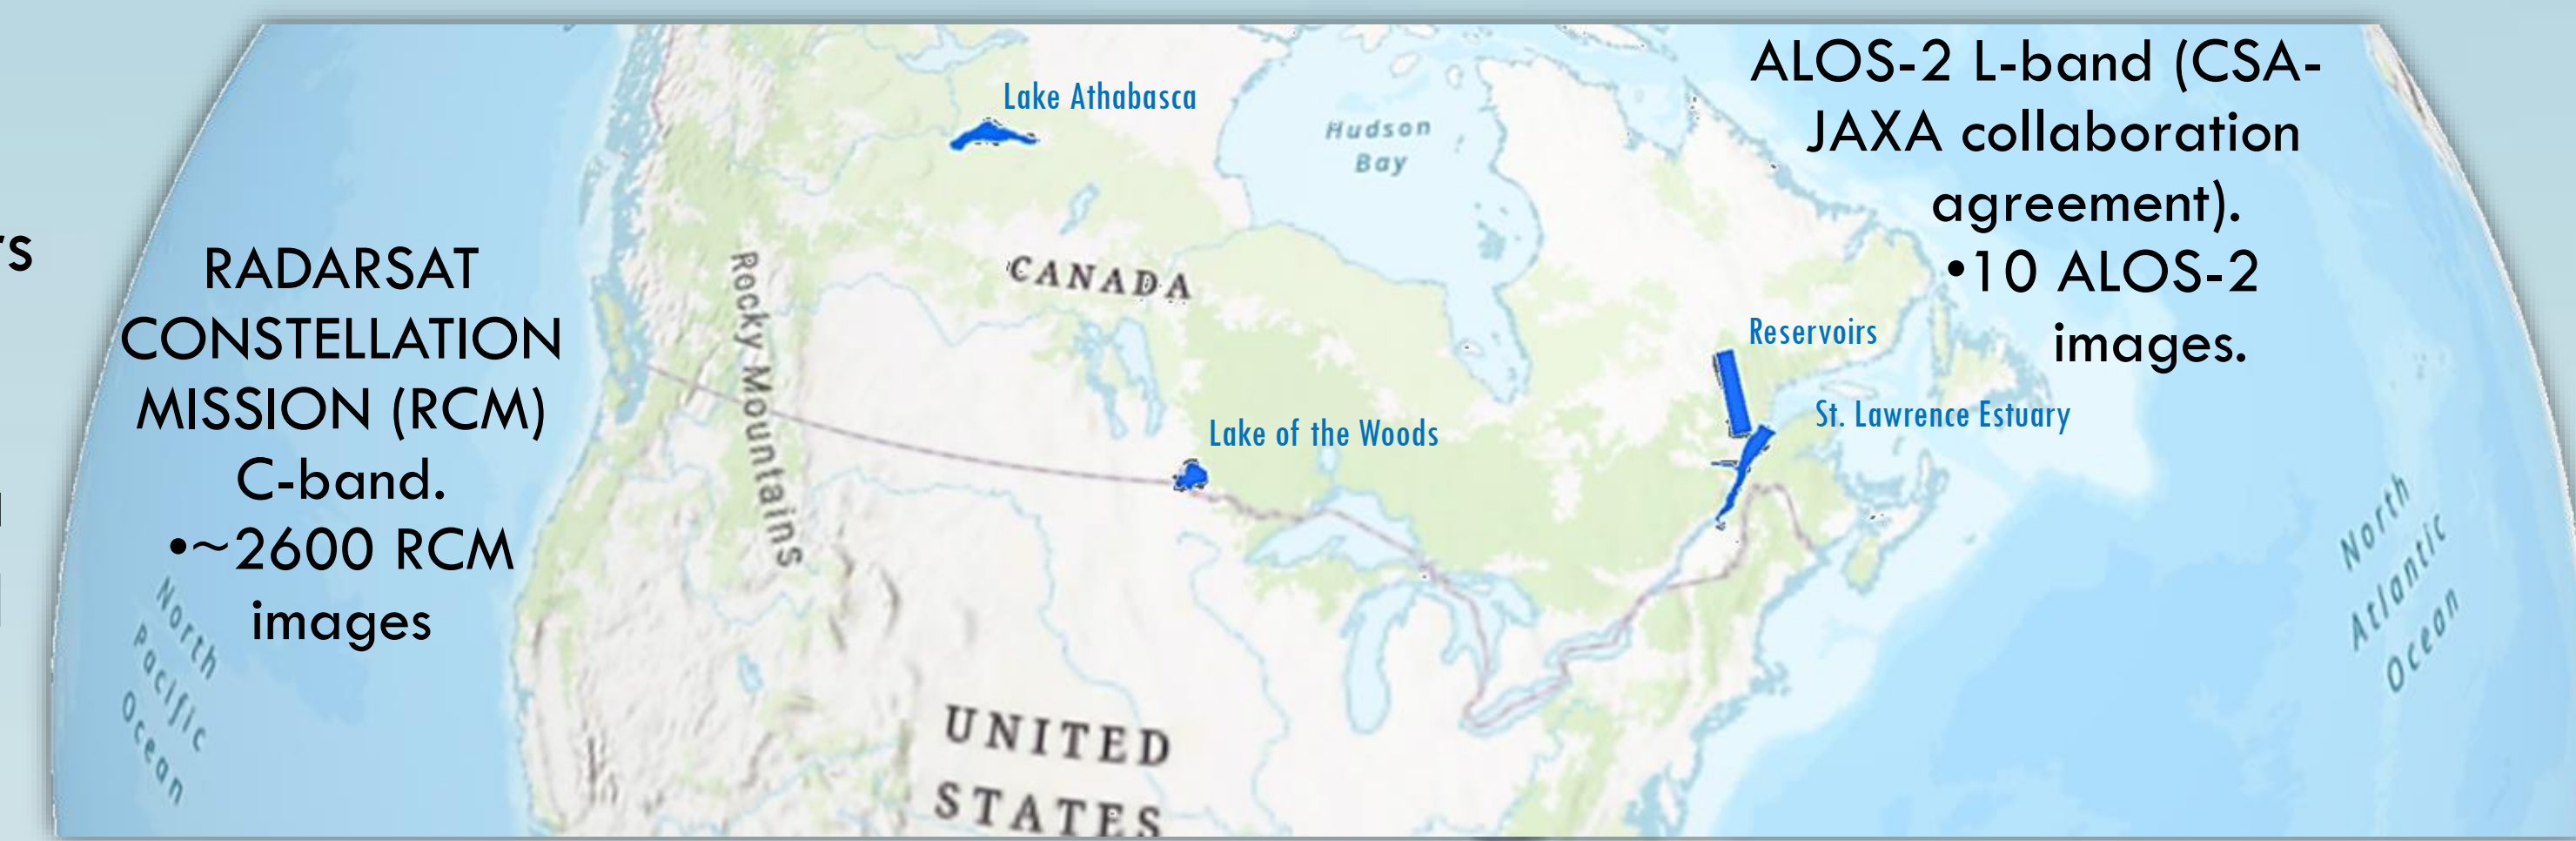 RADARSAT
CONSTELLATION
MISSION (RCM)
C-band.
•~2600 RCM
images
ALOS-2 L-band (CSA-
JAXA collaboration
agreement).
•10 ALOS-2
images.
Lake Athabasca
Hudson
Bay
CANADA
Rocky Mountains
Reservoirs
St. Lawrence Estuary
Lake of the Woods
North
Pacific
Ocean
North
Atlantic
Ocean
UNITED
STATES